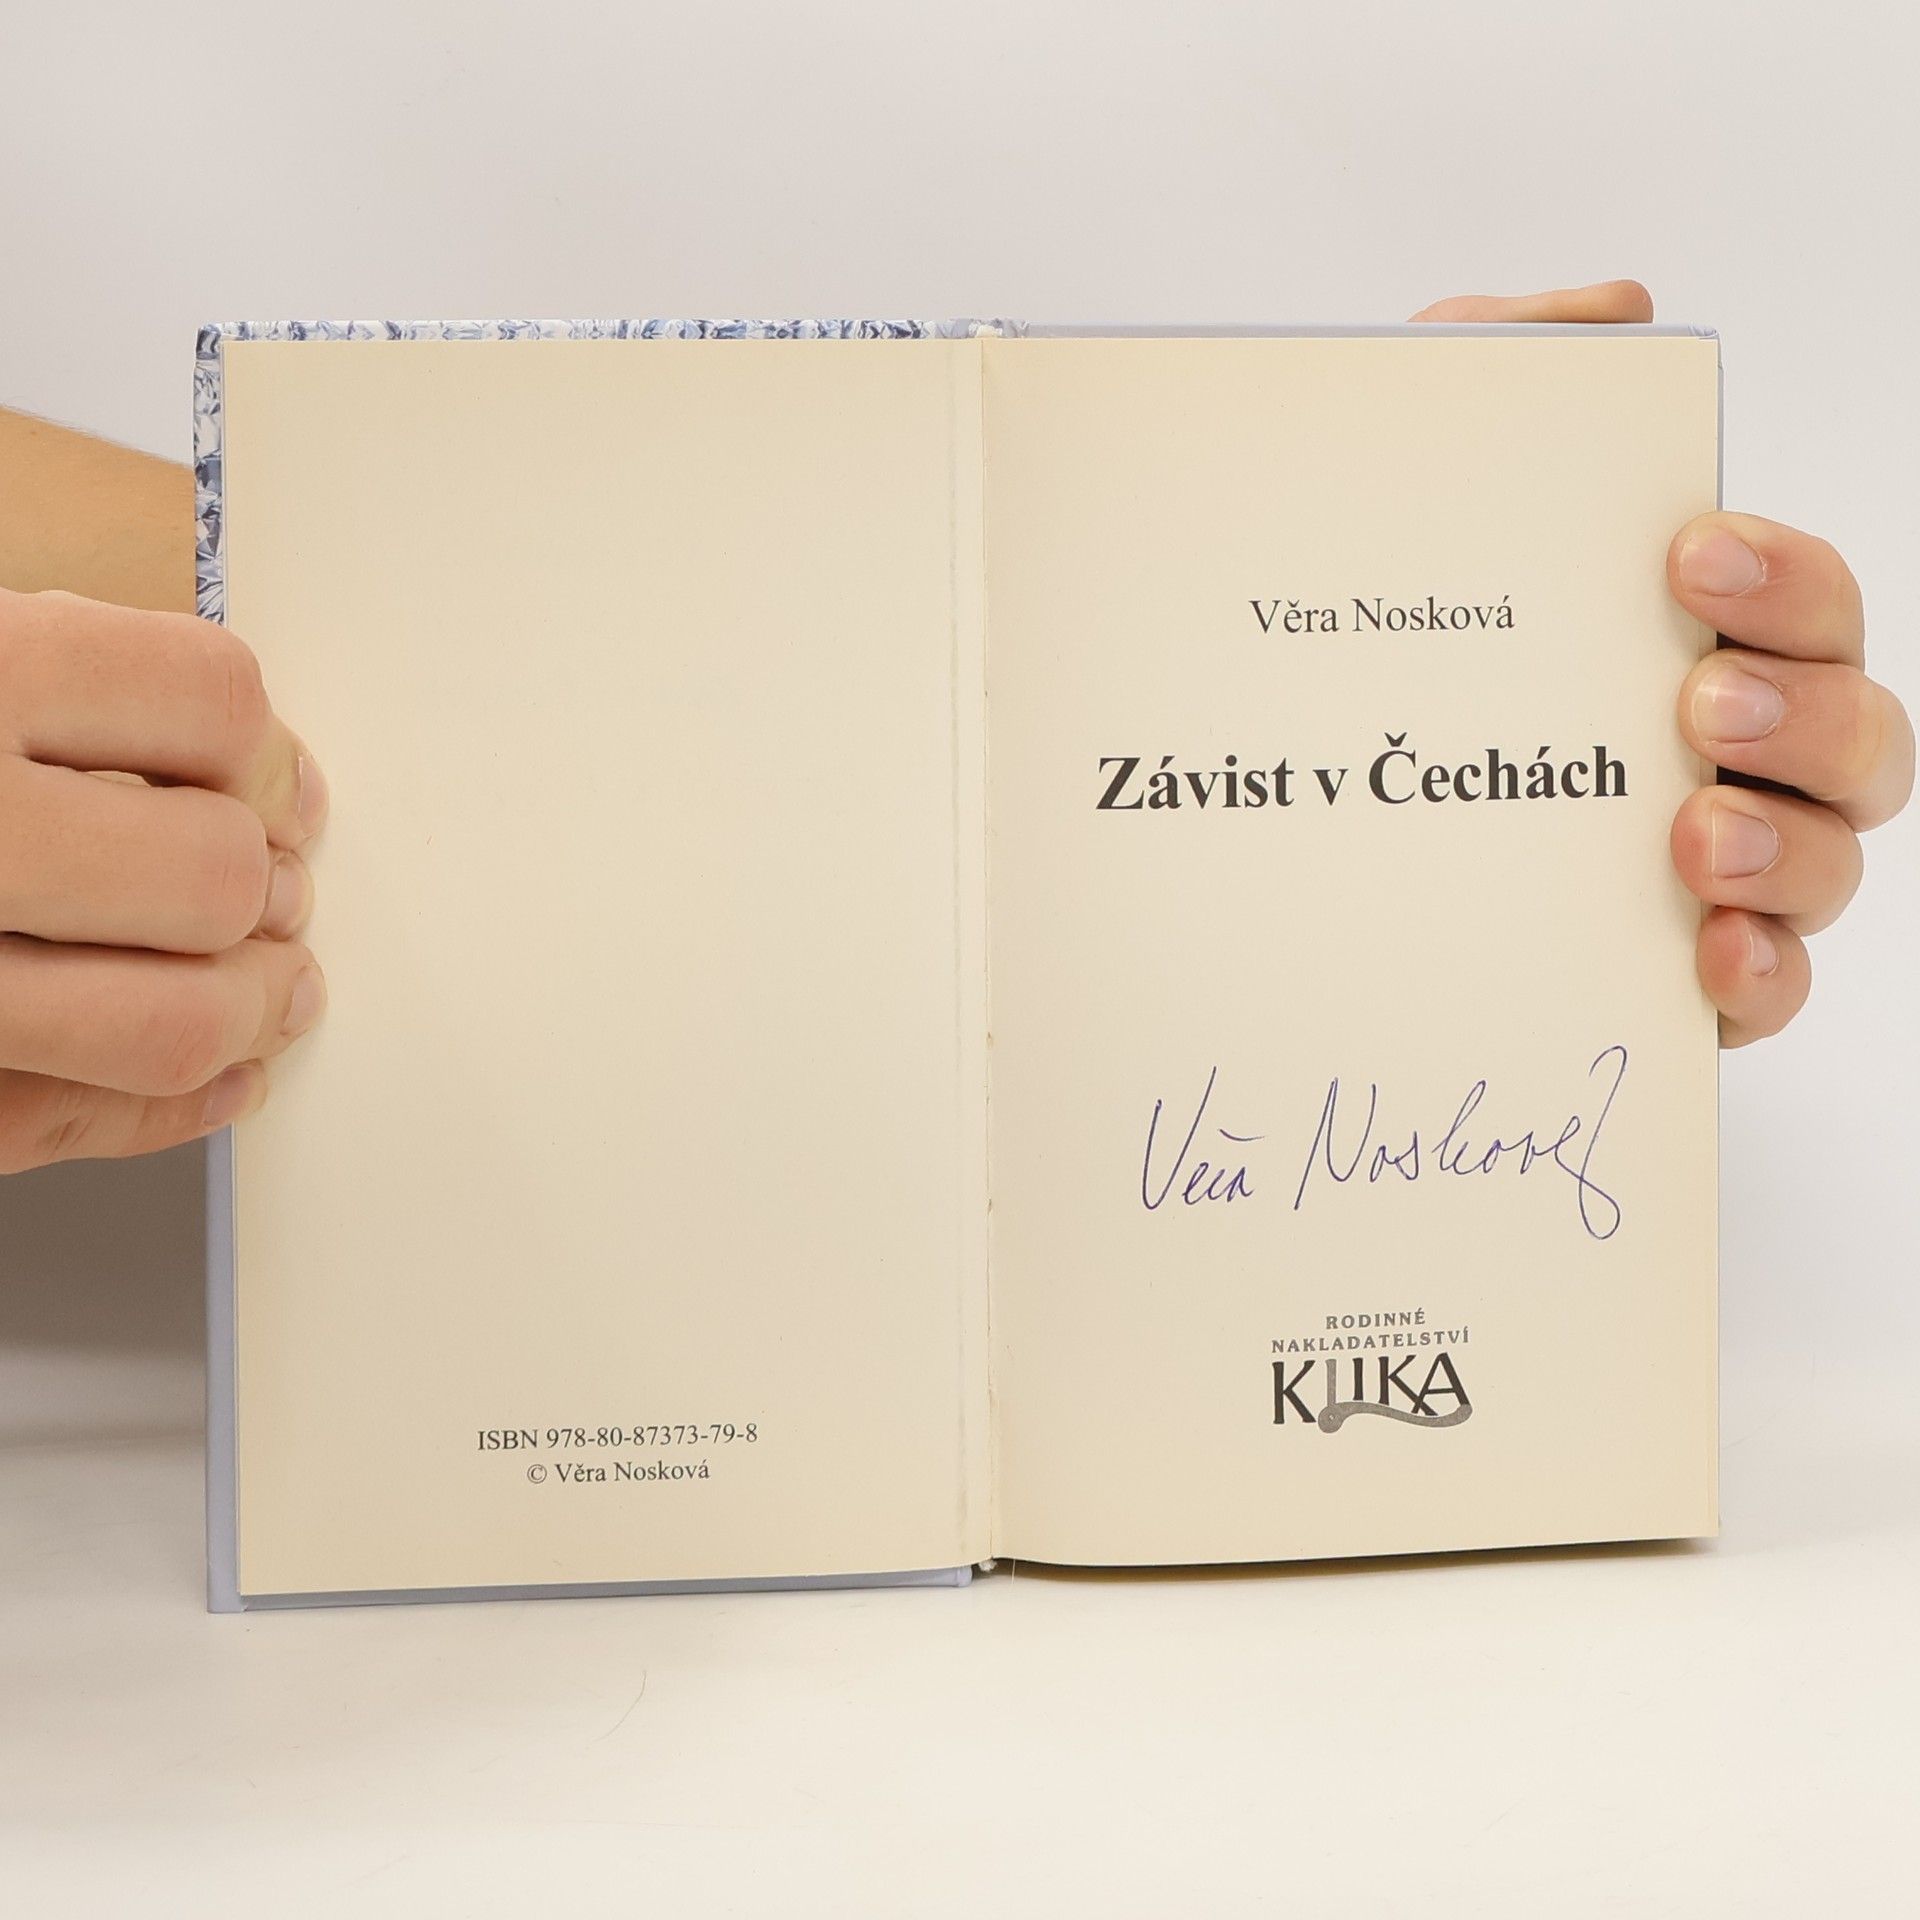 ISBN 978-80-87373-79-8
© Věra Nosková
Věra Nosková
Závist v Čechách
Věra Nosková
RODINNÉ
NAKLADATELSTVÍ
KLIKA